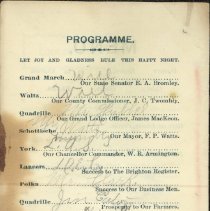 PROGRAMME.
LET JOY AND GLADNESS RULE THIS HAPPY NIGHT.
Grand March
Our State Senator E. A. Bromley.
Waltz
Our County Commissioner, J. C. Twombly.
Quadrille
Our Grand Lodge Officer, James MacKson.
Schottische
Our Mayor, F. P. Watts.
York
Our Chancellor Commander, W. R. Armington.
Lancers
Success to The Brighton Register.
Polka
Success to Our Business Men.
Quadrille
Prosperity to Our Farmers